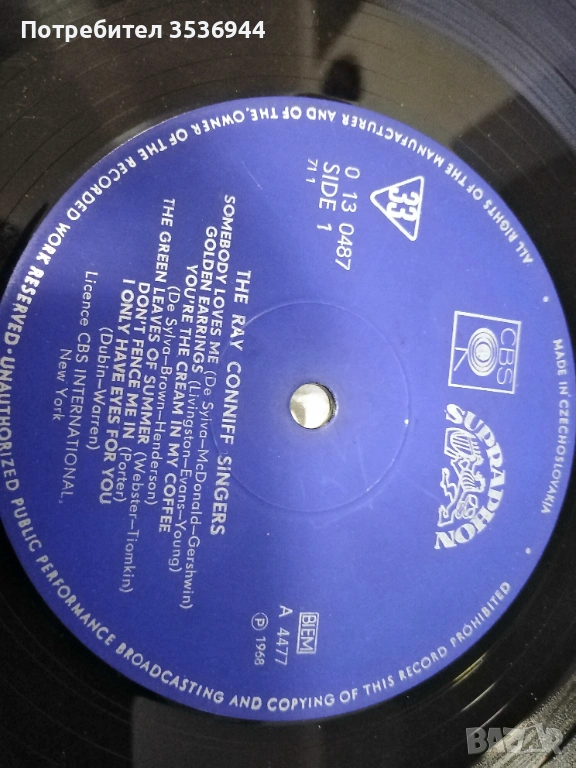 Потребител 3536944
ALL RIGHTS OF THE MANUFACTURER AND OF THE OWNER OF THE RECORDED WORK RESERVED · UNAUTHORIZED PUBLIC PERFORMANCE BROADCASTING AND COPYING OF THIS RECORD PROHIBITED
MADE IN CZECHOSLOVAKIA
CBS
SUPRAPHON
33
0 13 0487
SIDE 1
71 1
BIEM
A 4477
℗ 1968
THE RAY CONNIFF SINGERS
SOMEBODY LOVES ME (De Sylva–McDonald–Gershwin)
GOLDEN EARRINGS (Livingston–Evans–Young)
YOU'RE THE CREAM IN MY COFFEE
(De Sylva–Brown–Henderson)
THE GREEN LEAVES OF SUMMER (Webster–Tiomkin)
DON'T FENCE ME IN (Porter)
I ONLY HAVE EYES FOR YOU
(Dubin–Warren)
Licence CBS INTERNATIONAL,
New York
BAZAR